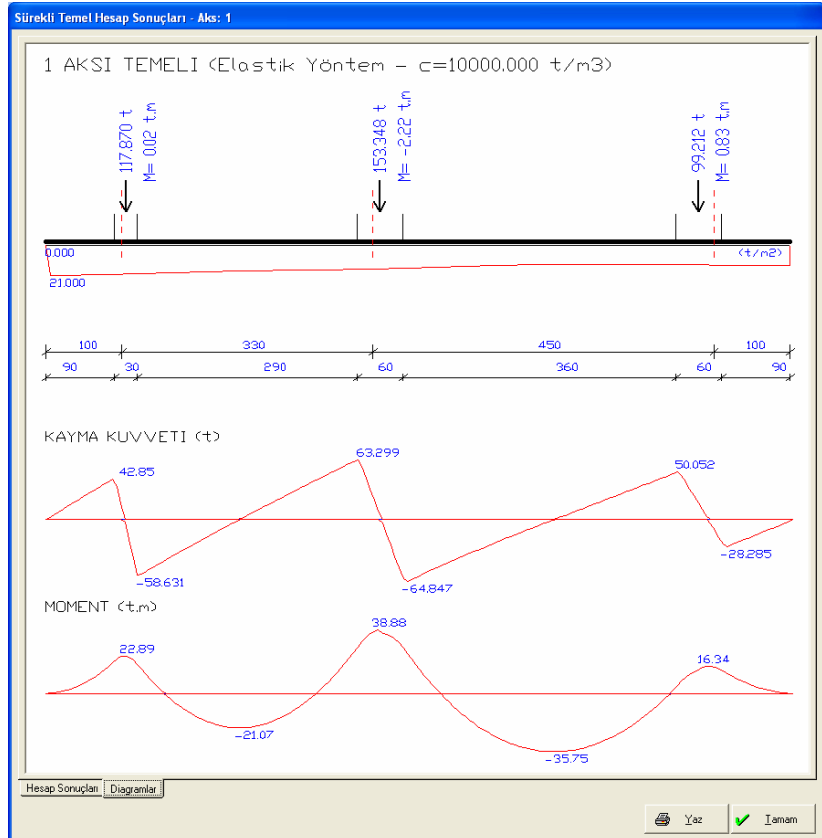 Sürekli Temel Hesap Sonuçları - Aks: 1
1 AKSI TEMELI (Elastik Yöntem - c=10000.000 t/m3)
117.870 t
M= 0.02 t.m
153.348 t
M= -2.22 t.m
99.212 t
M= 0.83 t.m
0.000
(t/m2)
21.000
100 330 450 100
90 30 290 60 360 60 90
KAYMA KUVVETI (t)
63.299
42.85
50.052
-58.631
-64.847
-28.285
MOMENT (t.m)
38.88
22.89
16.34
-21.07
-35.75
Hesap Sonuçları Diagramlar
Yaz Tamam